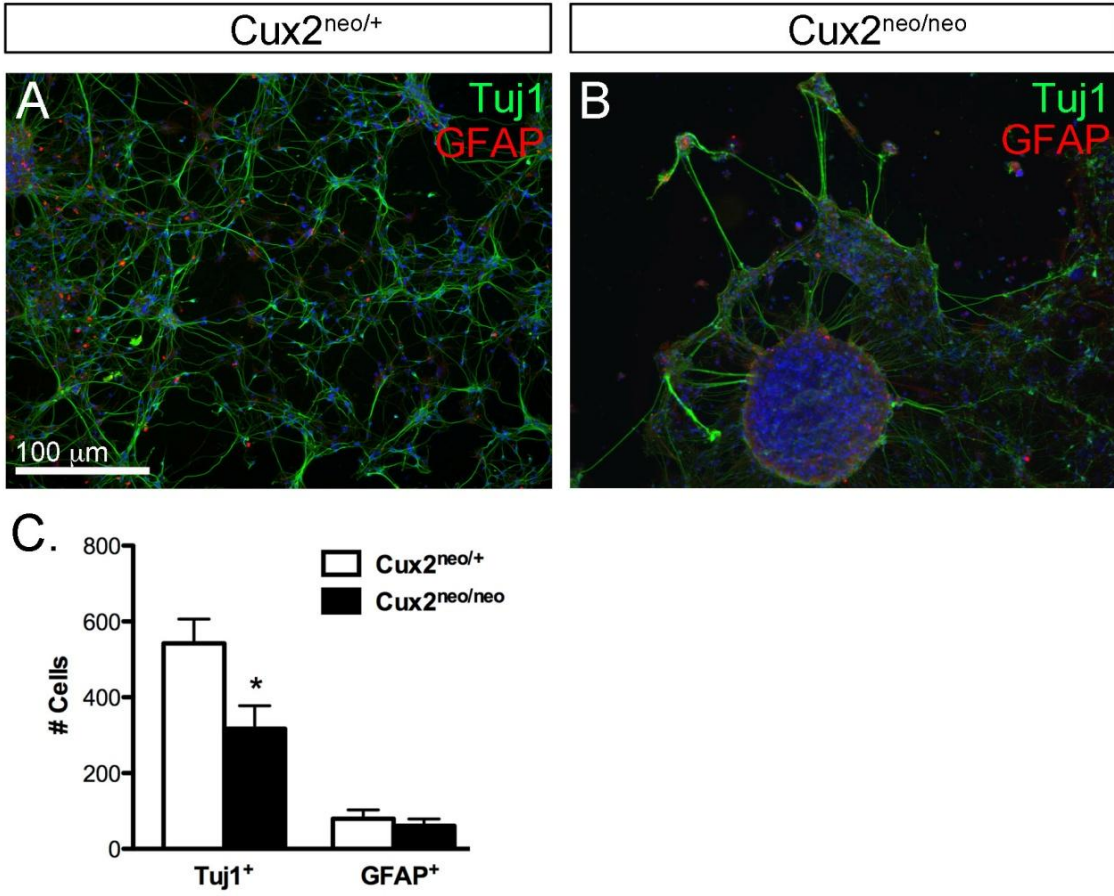 Cux2neo/+
Cux2neo/neo
A
Tuj1
GFAP
B
Tuj1
GFAP
100 μm
C.
800
600
400
200
0
# Cells
Cux2neo/+
Cux2neo/neo
*
Tuj1+
GFAP+